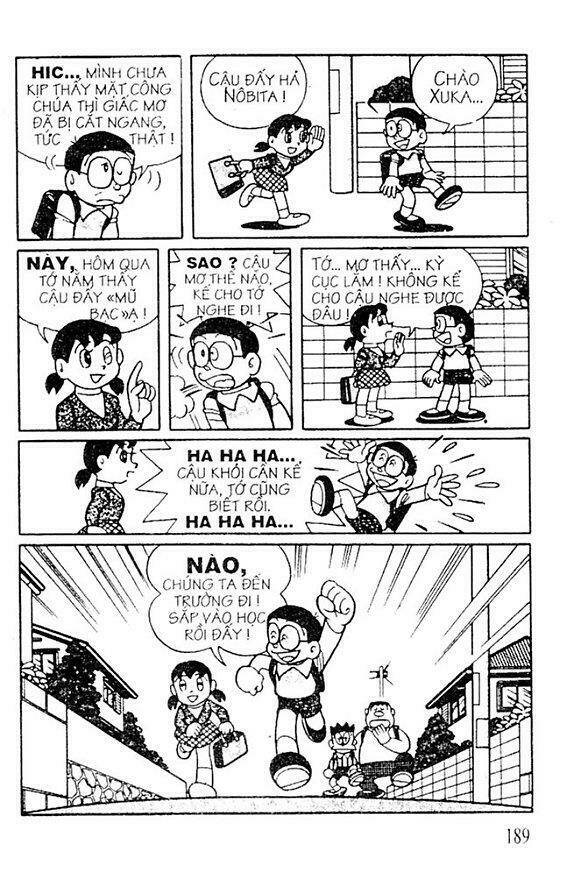 HIC... MÌNH CHƯA
KỊP THẤY MẶT CÔNG
CHÚA THÌ GIẤC MƠ
ĐÃ BỊ CẮT NGANG,
TỨC THẬT !
CẬU ĐẤY HẢ
NÔBITA !
CHÀO
XUKA...
NÀY, HÔM QUA
TỚ NẰM THẤY
CẬU ĐẤY «MŨ
BẠC»Ạ !
SAO ? CẬU
MƠ THẾ NÀO,
KỂ CHO TỚ
NGHE ĐI !
TỚ... MƠ THẤY... KỲ
CỤC LẮM ! KHÔNG KỂ
CHO CẬU NGHE ĐƯỢC
ĐÂU !
HA HA HA...
CẬU KHỎI CẦN KỂ
NỮA, TỚ CŨNG
BIẾT RỒI.
HA HA HA...
NÀO,
CHÚNG TA ĐẾN
TRƯỜNG ĐI !
SẮP VÀO HỌC
RỒI ĐẤY !
189